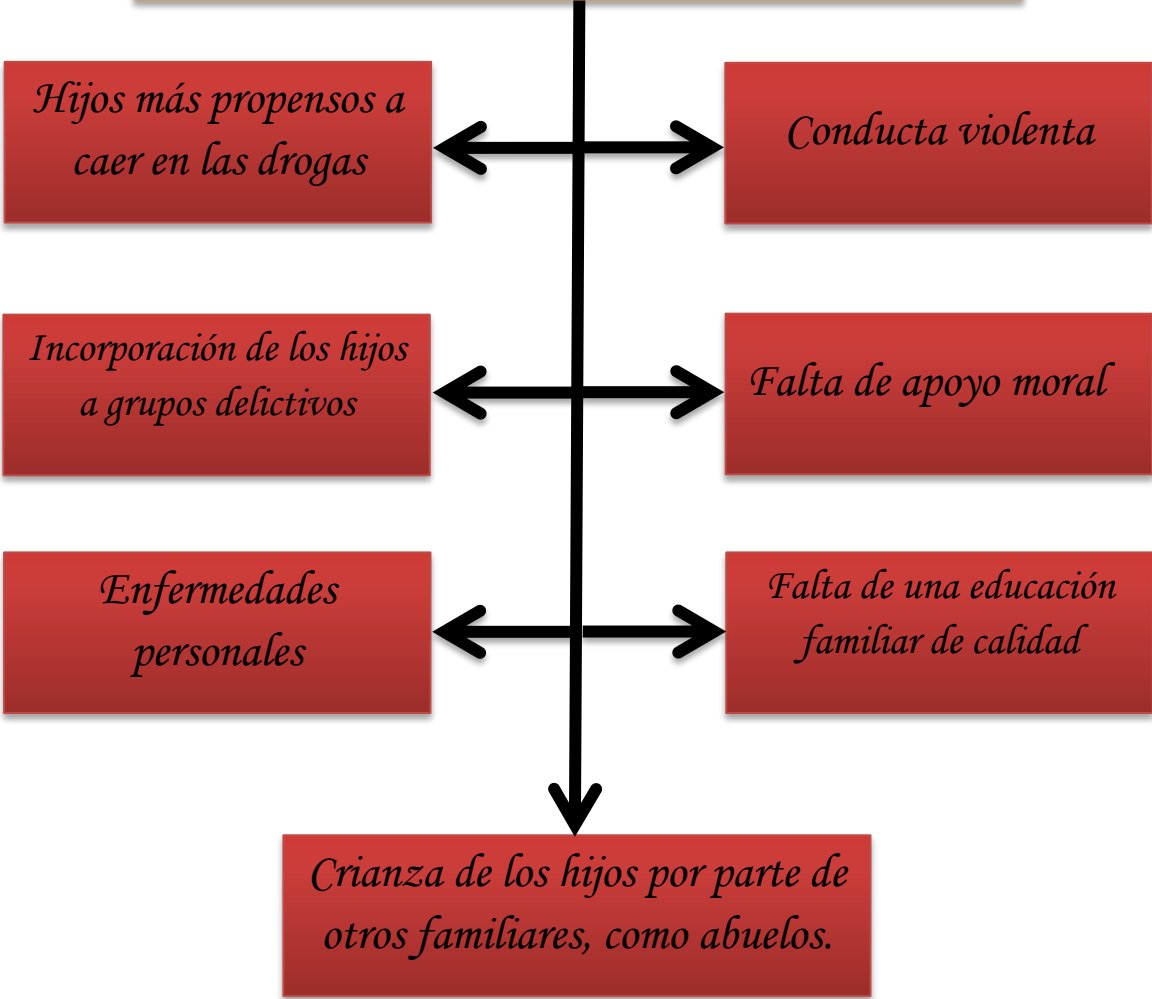 Hijos más propensos a
caer en las drogas
Conducta violenta
Incorporación de los hijos
a grupos delictivos
Falta de apoyo moral
Enfermedades
personales
Falta de una educación
familiar de calidad
Crianza de los hijos por parte de
otros familiares, como abuelos.